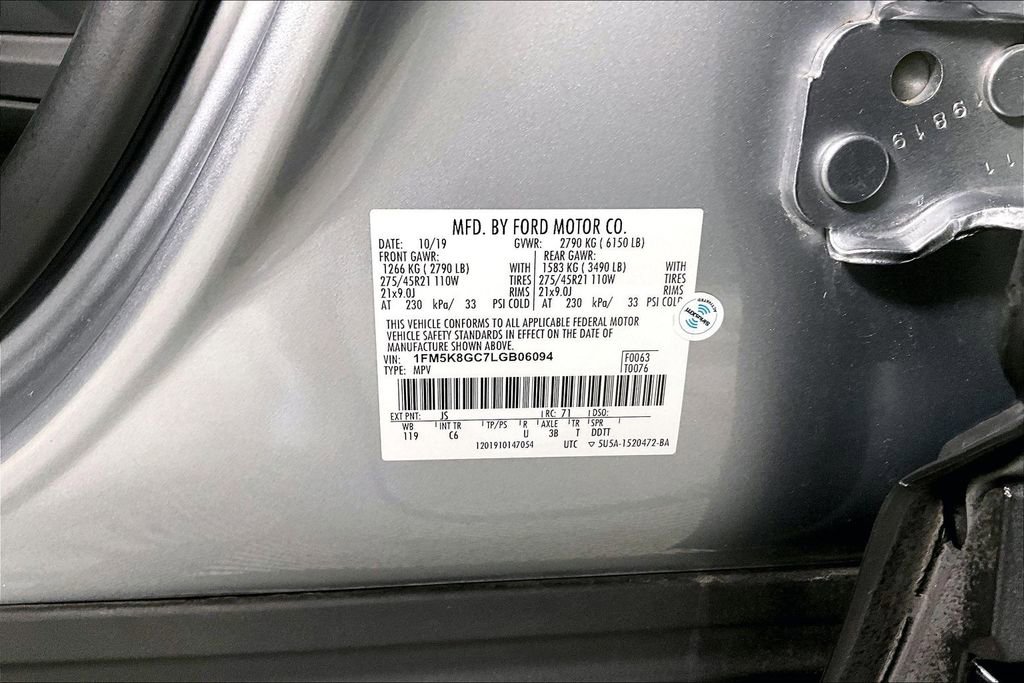 79819
11
MFD. BY FORD MOTOR CO.
DATE: 10/19 GVWR: 2790 KG ( 6150 LB)
FRONT GAWR: REAR GAWR:
1266 KG ( 2790 LB) WITH 1583 KG ( 3490 LB) WITH
275/45R21 110W TIRES 275/45R21 110W TIRES
21x9.0J RIMS 21x9.0J RIMS
AT 230 kPa/ 33 PSI COLD AT 230 kPa/ 33 PSI COLD
THIS VEHICLE CONFORMS TO ALL APPLICABLE FEDERAL MOTOR
VEHICLE SAFETY STANDARDS IN EFFECT ON THE DATE OF
MANUFACTURE SHOWN ABOVE.
VIN: 1FM5K8GC7LGB06094 F0063
TYPE: MPV T0076
EXT PNT: JS RC: 71 DSO:
WB INT TR TP/PS R AXLE TR SPR
119 C6 U 3B T DDTT
1201910147054 UTC ▽ 5U5A-1520472-BA